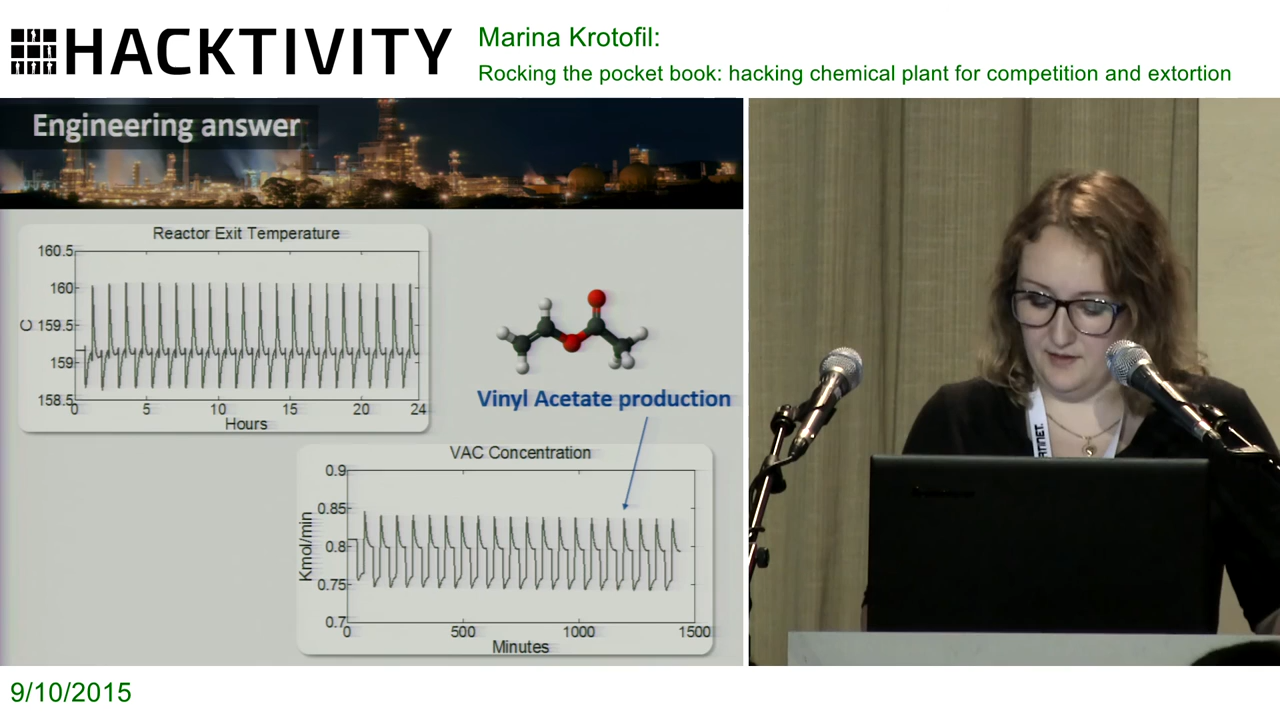 HACKTIVITY
Marina Krotofil:
Rocking the pocket book: hacking chemical plant for competition and extortion
Engineering answer
Reactor Exit Temperature
160.5
160
159.5
159
158.5
C
0 5 10 15 20 24
Hours
Vinyl Acetate production
VAC Concentration
0.9
0.85
0.8
0.75
0.7
Kmol/min
0 500 1000 1500
Minutes
9/10/2015